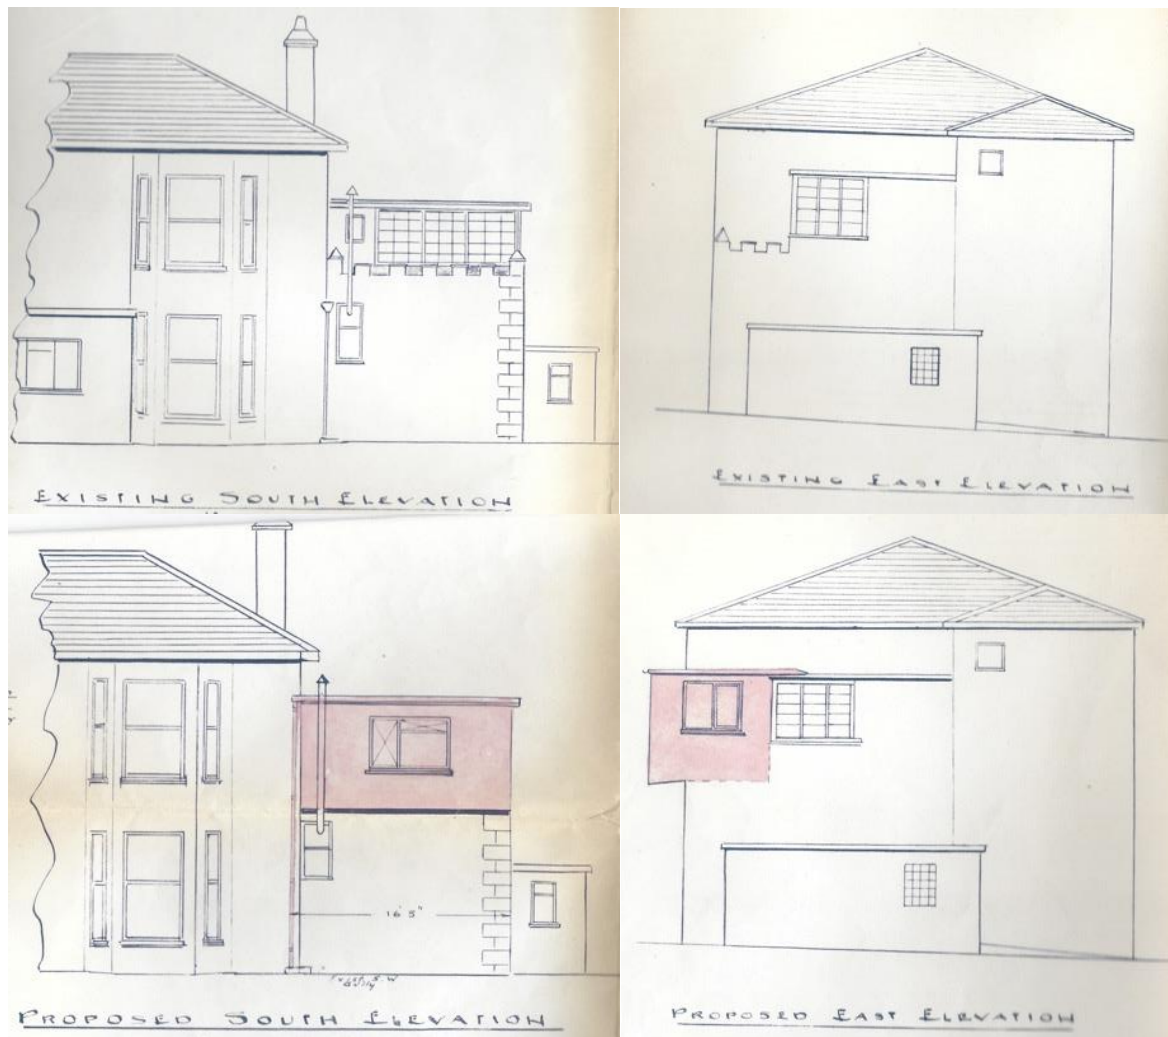 EXISTING SOUTH ELEVATION
EXISTING EAST ELEVATION
16'5"
PROPOSED SOUTH ELEVATION
PROPOSED EAST ELEVATION